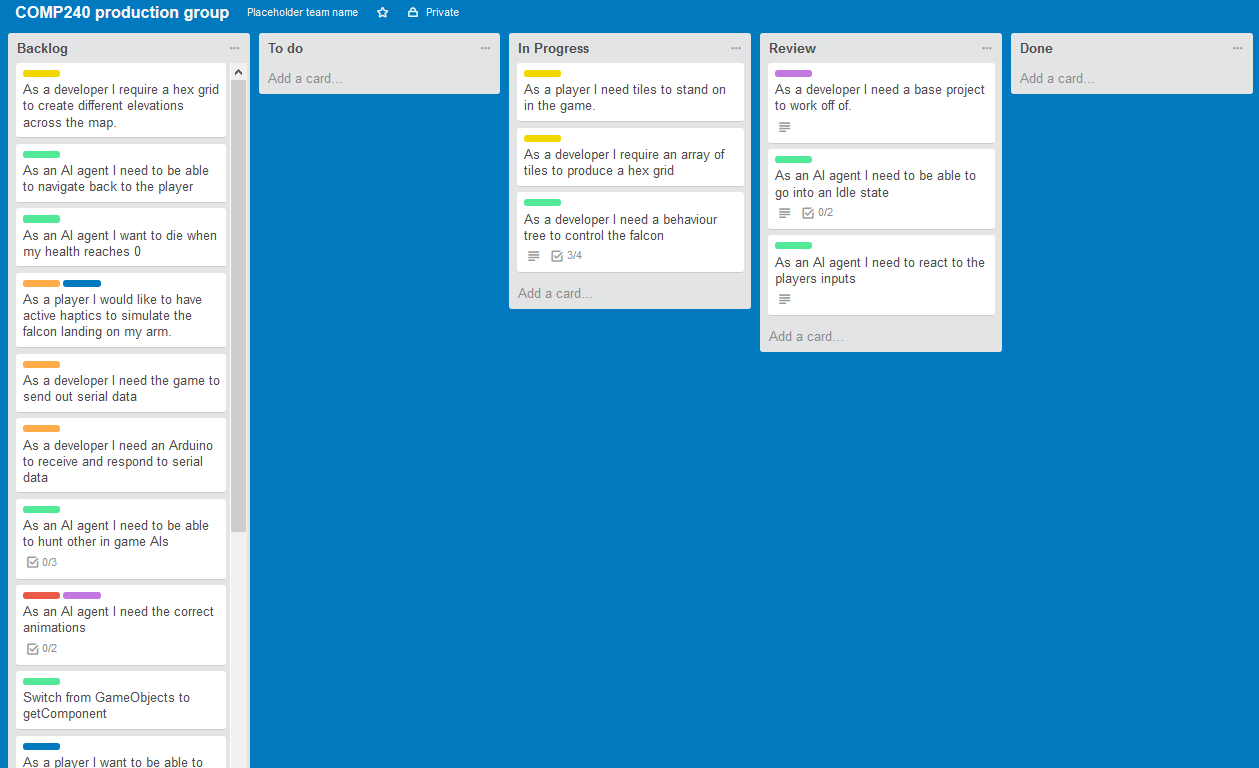 COMP240 production group
Placeholder team name
Private
Backlog
As a developer I require a hex grid
to create different elevations
across the map.
As an AI agent I need to be able
to navigate back to the player
As an AI agent I want to die when
my health reaches 0
As a player I would like to have
active haptics to simulate the
falcon landing on my arm.
As a developer I need the game to
send out serial data
As a developer I need an Arduino
to receive and respond to serial
data
As an AI agent I need to be able
to hunt other in game AIs
0/3
As an AI agent I need the correct
animations
0/2
Switch from GameObjects to
getComponent
As a player I want to be able to
To do
Add a card...
In Progress
As a player I need tiles to stand on
in the game.
As a developer I require an array of
tiles to produce a hex grid
As a developer I need a behaviour
tree to control the falcon
3/4
Add a card...
Review
As a developer I need a base project
to work off of.
As an AI agent I need to be able to
go into an Idle state
0/2
As an AI agent I need to react to the
players inputs
Add a card...
Done
Add a card...